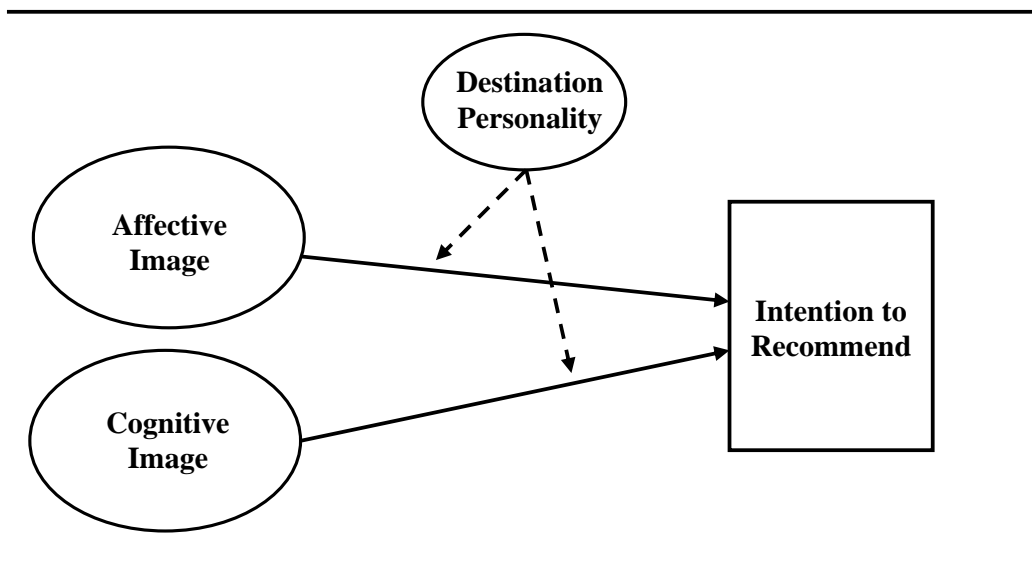 Destination
Personality
Affective
Image
Intention to
Recommend
Cognitive
Image